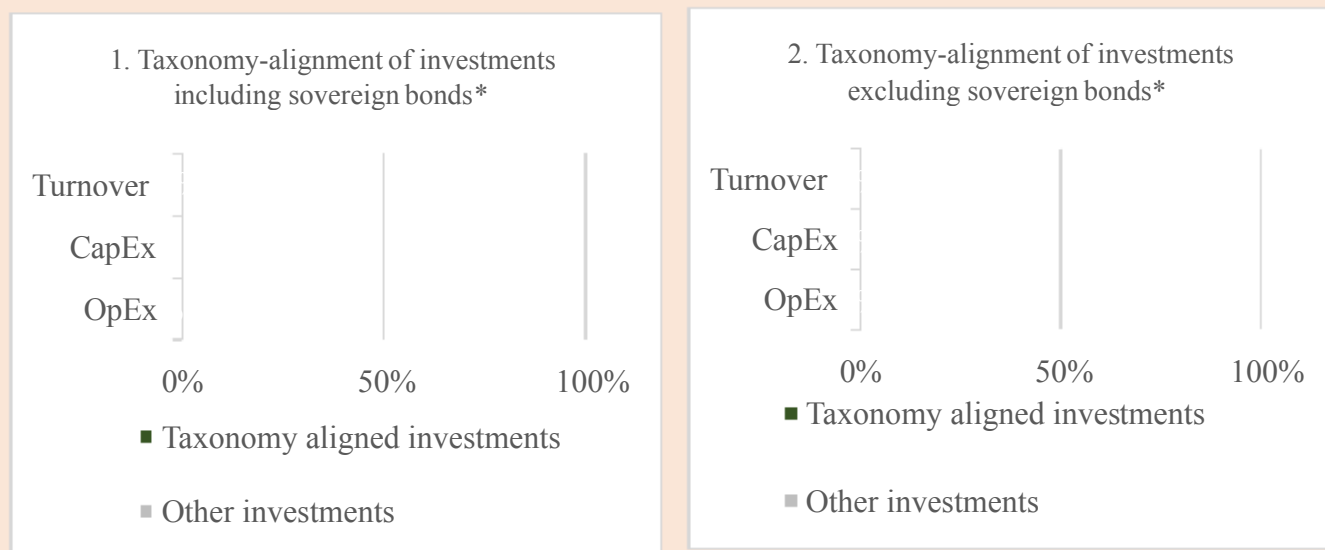 1. Taxonomy-alignment of investments
including sovereign bonds*
Turnover
CapEx
OpEx
0% 50% 100%
Taxonomy aligned investments
Other investments
2. Taxonomy-alignment of investments
excluding sovereign bonds*
Turnover
CapEx
OpEx
0% 50% 100%
Taxonomy aligned investments
Other investments